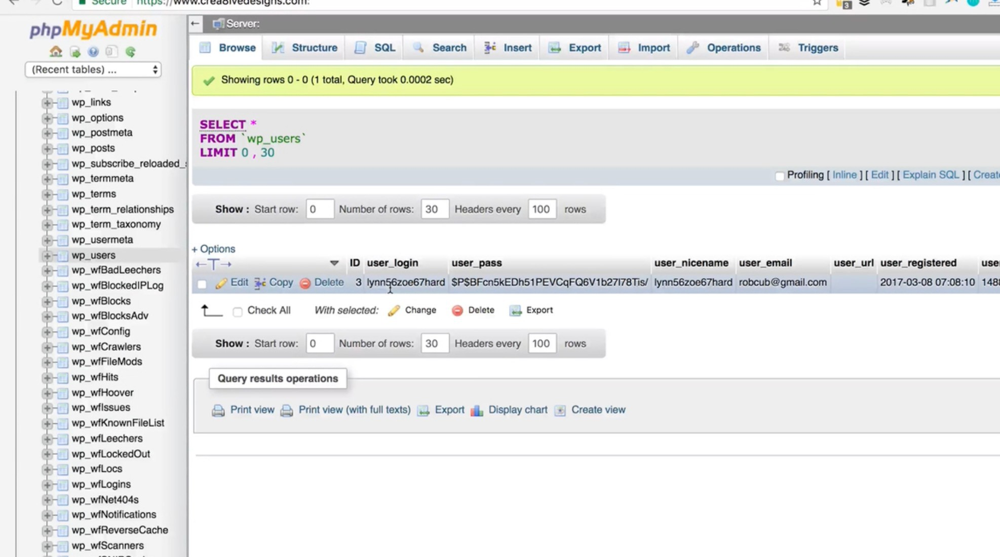 Secure https://www.crea8ivedesigns.com:
3
phpMyAdmin
(Recent tables) ...
wp_links
wp_options
wp_postmeta
wp_posts
wp_subscribe_reloaded_
wp_termmeta
wp_terms
wp_term_relationships
wp_term_taxonomy
wp_usermeta
wp_users
wp_wfBadLeechers
wp_wfBlockedIPLog
wp_wfBlocks
wp_wfBlocksAdv
wp_wfConfig
wp_wfCrawlers
wp_wfFileMods
wp_wfHits
wp_wfHoover
wp_wfIssues
wp_wfKnownFileList
wp_wfLeechers
wp_wfLockedOut
wp_wfLocs
wp_wfLogins
wp_wfNet404s
wp_wfNotifications
wp_wfReverseCache
wp_wfScanners
Server:
Browse Structure SQL Search Insert Export Import Operations Triggers
Showing rows 0 - 0 (1 total, Query took 0.0002 sec)
SELECT *
FROM `wp_users`
LIMIT 0 , 30
Profiling [ Inline ] [ Edit ] [ Explain SQL ] [ Create
Show : Start row: 0 Number of rows: 30 Headers every 100 rows
+ Options
←T→ ID user_login user_pass user_nicename user_email user_url user_registered user
Edit Copy Delete 3 lynn56zoe67hard $P$BFcn5kEDh51PEVCqFQ6V1b27l78Tis/ lynn56zoe67hard robcub@gmail.com 2017-03-08 07:08:10 1488
Check All With selected: Change Delete Export
Show : Start row: 0 Number of rows: 30 Headers every 100 rows
Query results operations
Print view Print view (with full texts) Export Display chart Create view